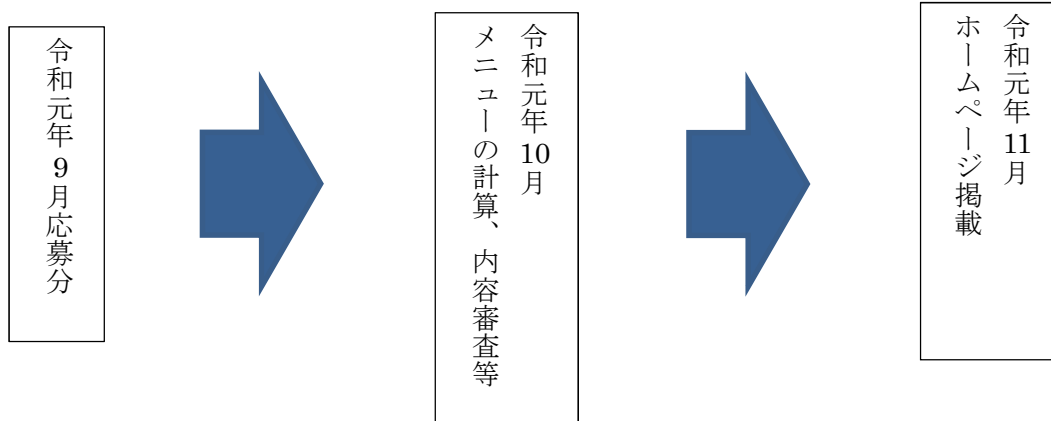 令和元年9月応募分
令和元年10月
メニューの計算、内容審査等
令和元年11月
ホームページ掲載